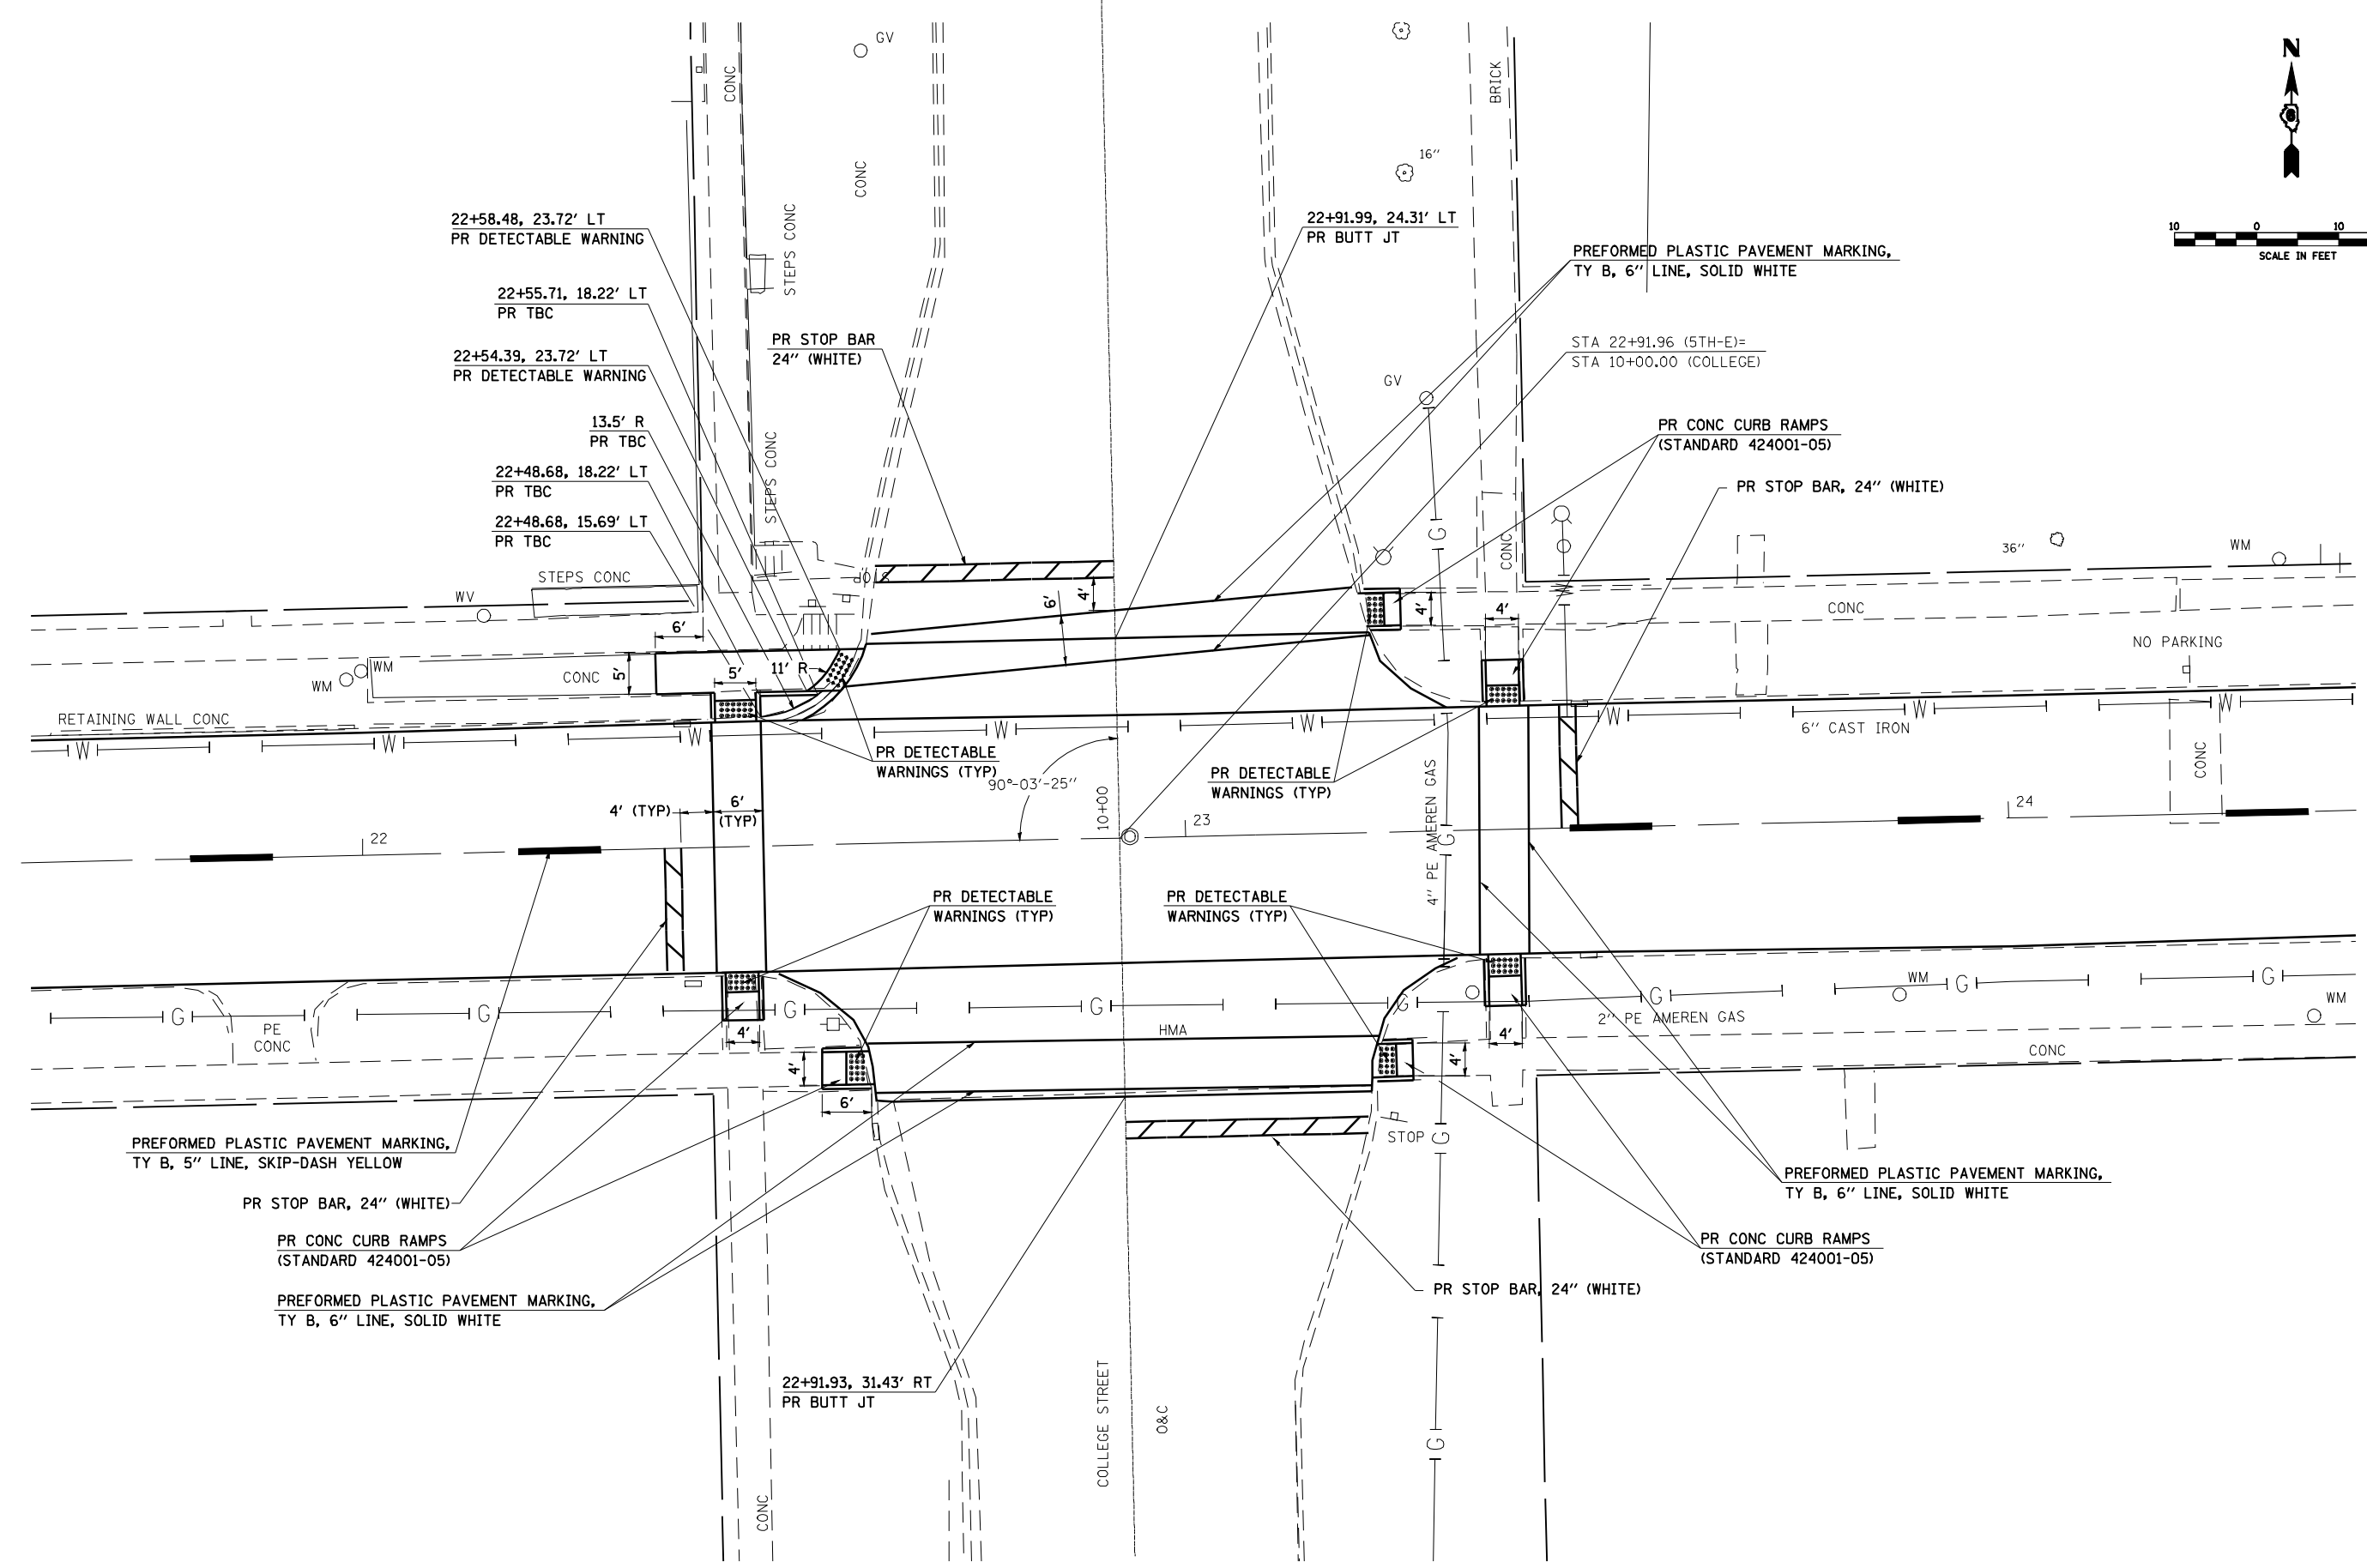 GV
N
CONC
BRICK
CONC
16"
10 0 10
SCALE IN FEET
STEPS CONC
22+58.48, 23.72' LT
PR DETECTABLE WARNING
22+91.99, 24.31' LT
PR BUTT JT
PREFORMED PLASTIC PAVEMENT MARKING,
TY B, 6" LINE, SOLID WHITE
22+55.71, 18.22' LT
PR TBC
PR STOP BAR
24" (WHITE)
STA 22+91.96 (5TH-E)=
STA 10+00.00 (COLLEGE)
22+54.39, 23.72' LT
PR DETECTABLE WARNING
GV
13.5' R
PR TBC
PR CONC CURB RAMPS
(STANDARD 424001-05)
STEPS CONC
22+48.68, 18.22' LT
PR TBC
PR STOP BAR, 24" (WHITE)
22+48.68, 15.69' LT
PR TBC
G
CONC
36"
WM
STEPS CONC
STOP
WV
4'
6'
4'
4'
CONC
6'
NO PARKING
WM
WM
CONC
5'
5'
11' R
RETAINING WALL CONC
W W W W W W W W
6" CAST IRON
CONC
PR DETECTABLE
WARNINGS (TYP)
90°-03'-25"
PR DETECTABLE
WARNINGS (TYP)
4" PE AMEREN GAS
4' (TYP)
6'
(TYP)
10+00
22
23
24
G
PR DETECTABLE
WARNINGS (TYP)
PR DETECTABLE
WARNINGS (TYP)
WM
G G G G G G G G
WM
PE
CONC
HMA
2" PE AMEREN GAS
4'
4'
CONC
4'
4'
6'
STOP
G
PREFORMED PLASTIC PAVEMENT MARKING,
TY B, 5" LINE, SKIP-DASH YELLOW
PREFORMED PLASTIC PAVEMENT MARKING,
TY B, 6" LINE, SOLID WHITE
PR STOP BAR, 24" (WHITE)
PR CONC CURB RAMPS
(STANDARD 424001-05)
PR CONC CURB RAMPS
(STANDARD 424001-05)
PR STOP BAR, 24" (WHITE)
PREFORMED PLASTIC PAVEMENT MARKING,
TY B, 6" LINE, SOLID WHITE
22+91.93, 31.43' RT
PR BUTT JT
COLLEGE STREET
O&C
G
CONC